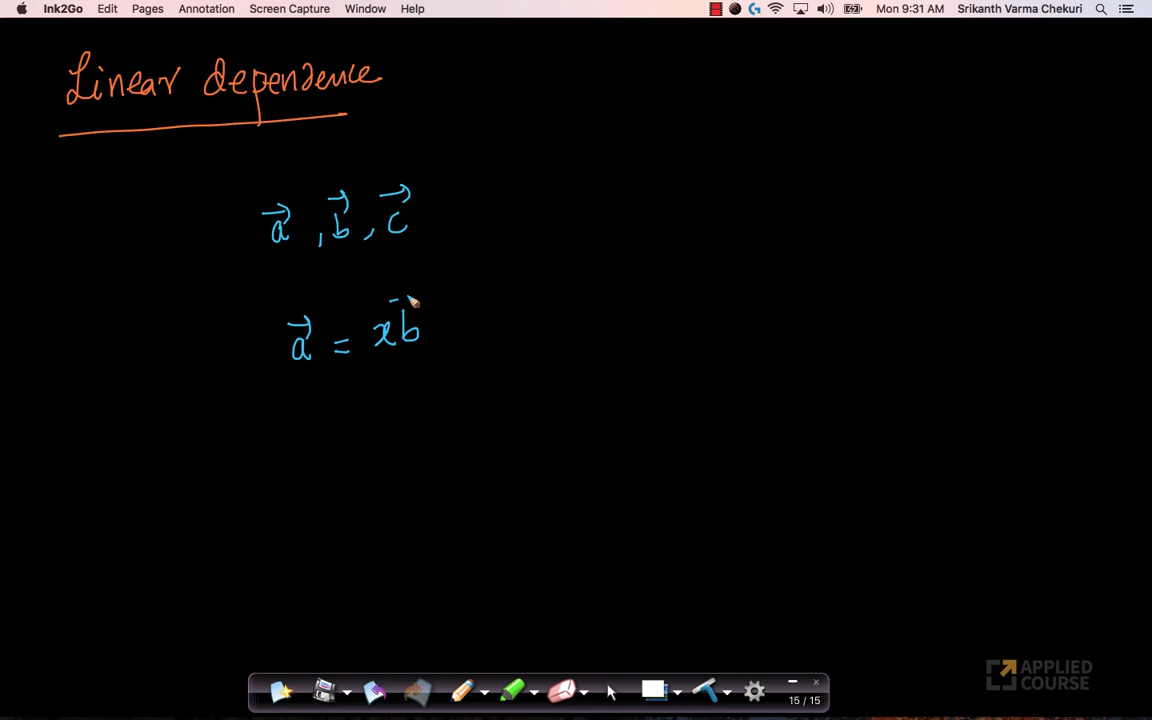 Ink2Go Edit Pages Annotation Screen Capture Window Help Mon 9:31 AM Srikanth Varma Chekuri
Linear dependence
a⃗, b⃗, c⃗
a⃗ = xb
15/15
APPLIED
COURSE